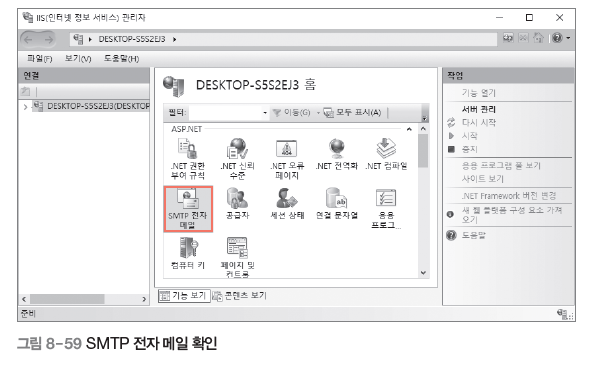 IIS(인터넷 정보 서비스) 관리자
DESKTOP-S5S2EJ3
파일(F) 보기(V) 도움말(H)
연결
DESKTOP-S5S2EJ3(DESKTOP
DESKTOP-S5S2EJ3 홈
필터: 이동(G) 모두 표시(A)
ASP.NET
.NET 권한 부여 규칙
.NET 신뢰 수준
.NET 오류 페이지
.NET 전역화
.NET 컴파일
SMTP 전자 메일
공급자
세션 상태
연결 문자열
응용 프로그...
컴퓨터 키
페이지 및 컨트롤
기능 보기 콘텐츠 보기
작업
기능 열기
서버 관리
다시 시작
시작
중지
응용 프로그램 풀 보기
사이트 보기
.NET Framework 버전 변경
새 웹 플랫폼 구성 요소 가져
오기
도움말
준비
그림 8-59 SMTP 전자 메일 확인